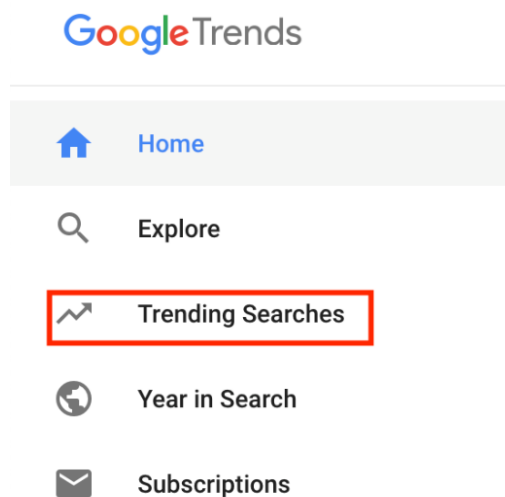 Google Trends
Home
Explore
Trending Searches
Year in Search
Subscriptions